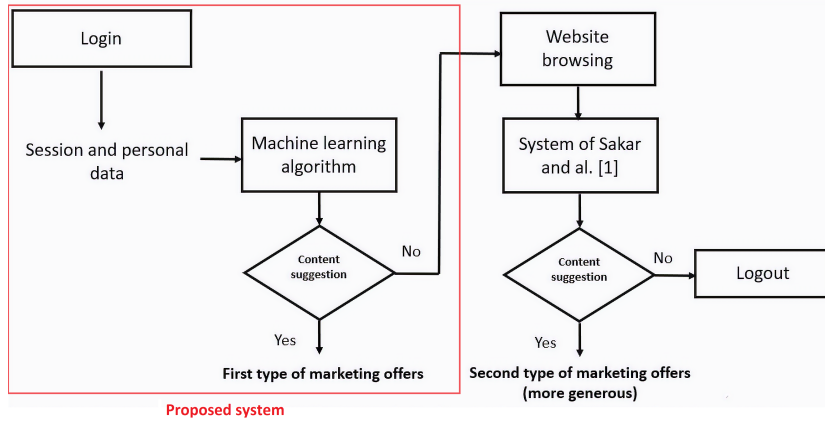 Login
Session and personal
data
Machine learning
algorithm
Content
suggestion
No
Yes
First type of marketing offers
Proposed system
Website
browsing
System of Sakar
and al. [1]
Content
suggestion
No
Logout
Yes
Second type of marketing offers
(more generous)